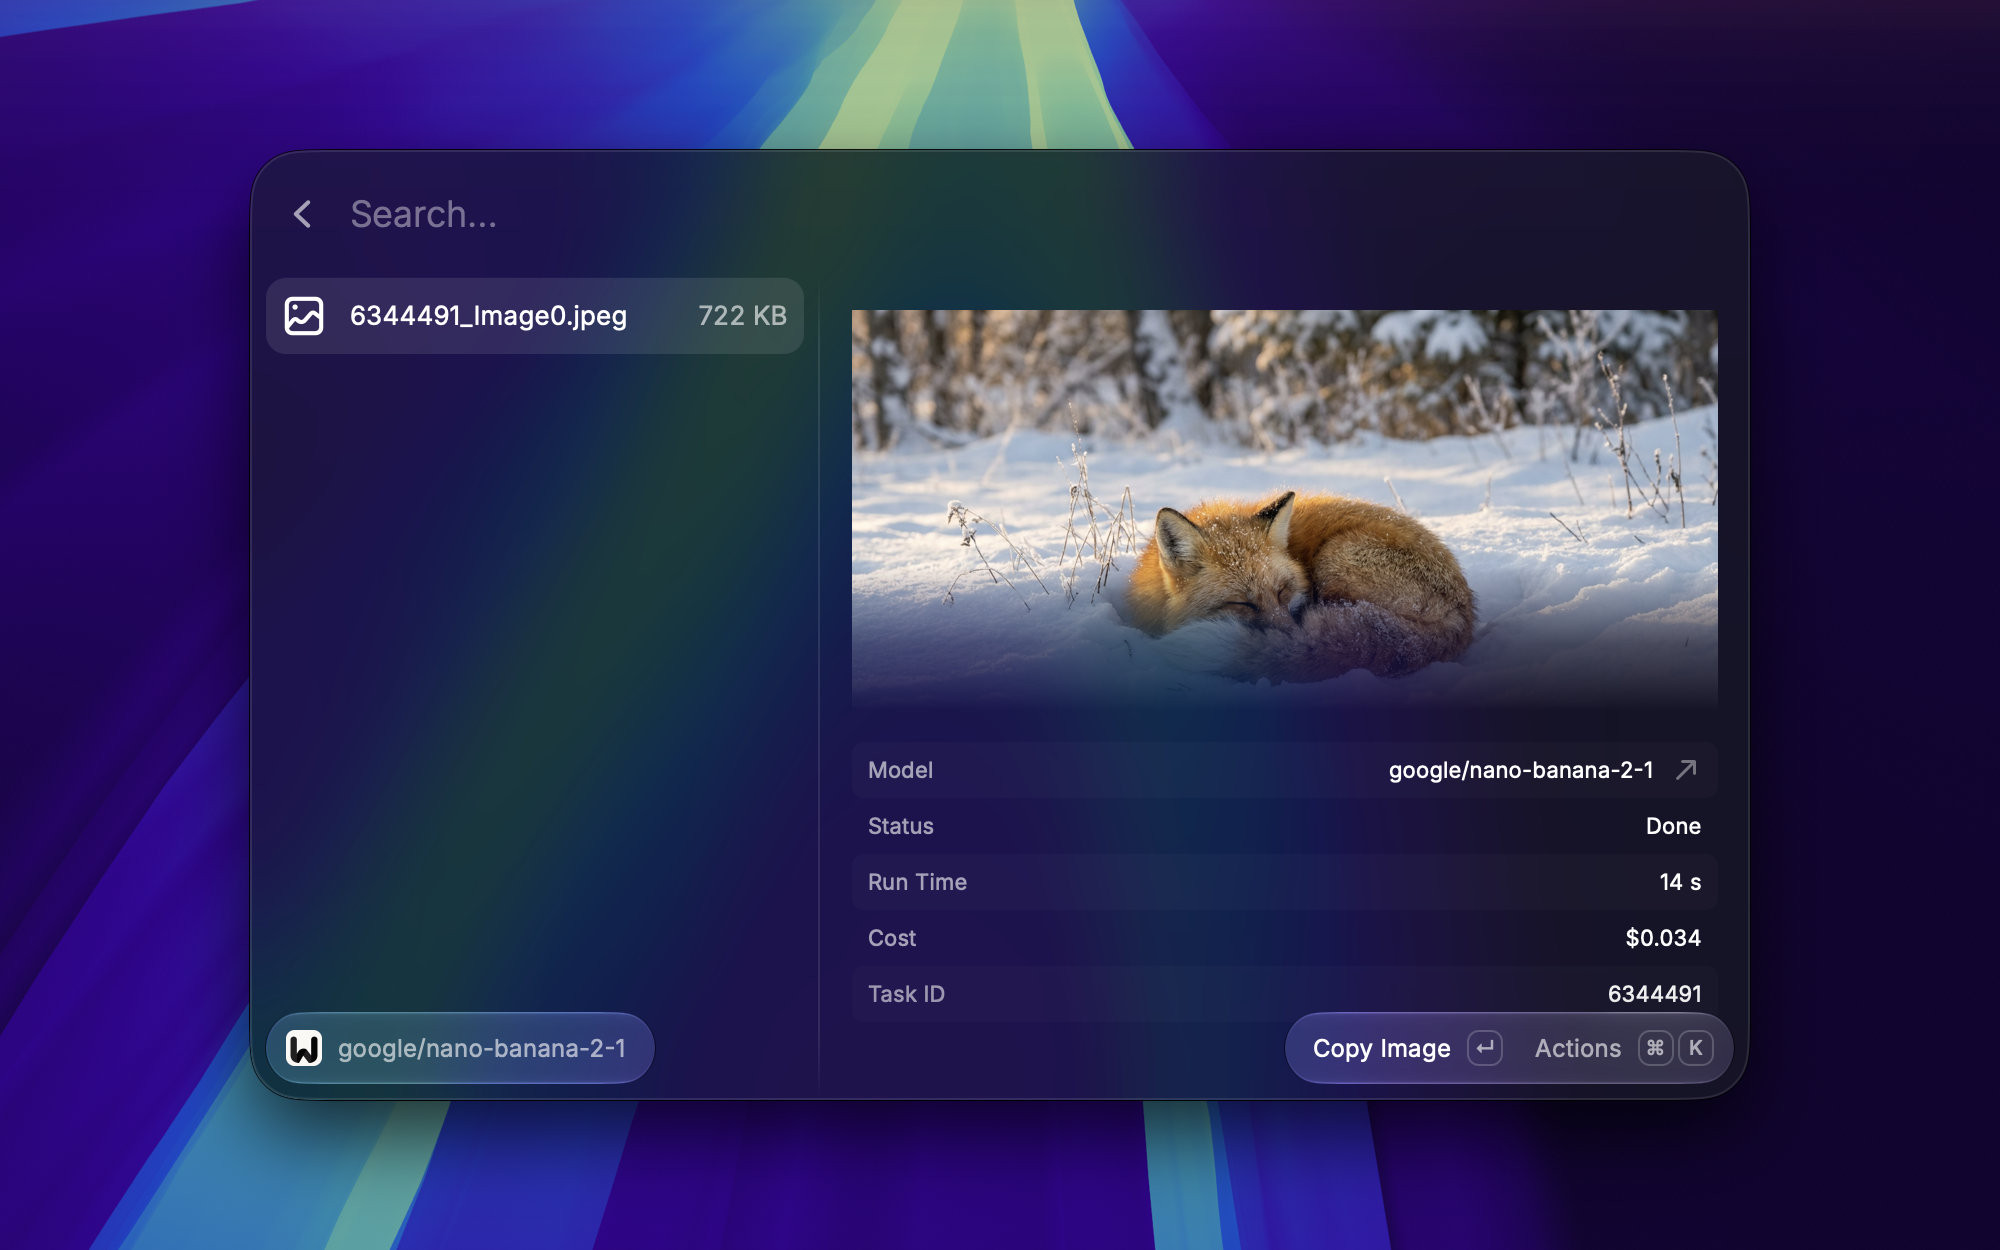 Search...
6344491_Image0.jpeg 722 KB
Model google/nano-banana-2-1
Status Done
Run Time 14 s
Cost $0.034
Task ID 6344491
W google/nano-banana-2-1
Copy Image ↵ Actions ⌘ K